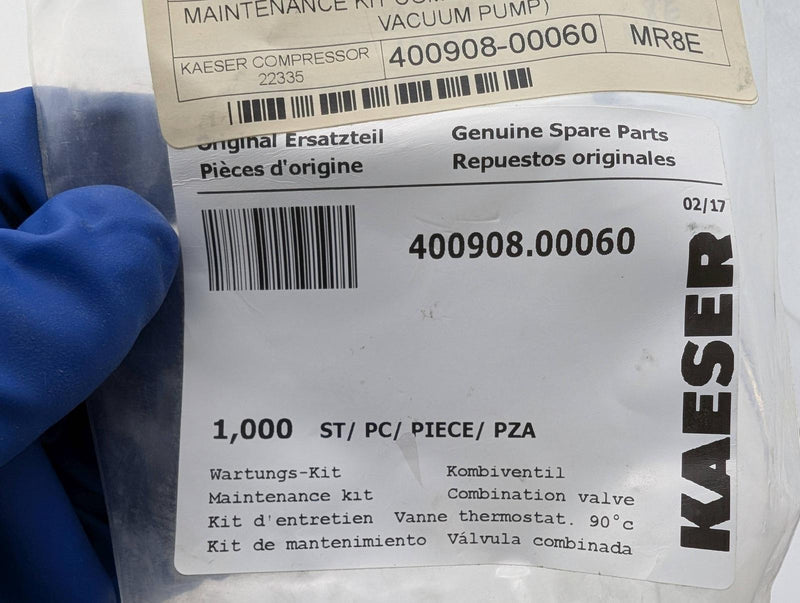 MAINTENANCE KIT
VACUUM PUMP)
KAESER COMPRESSOR
22335
400908-00060
MR8E
Original Ersatzteil
Genuine Spare Parts
Pièces d'origine
Repuestos originales
02/17
400908.00060
KAESER
1,000 ST/ PC/ PIECE/ PZA
Wartungs-Kit Kombiventil
Maintenance kit Combination valve
Kit d'entretien Vanne thermostat. 90°c
Kit de mantenimiento Válvula combinada